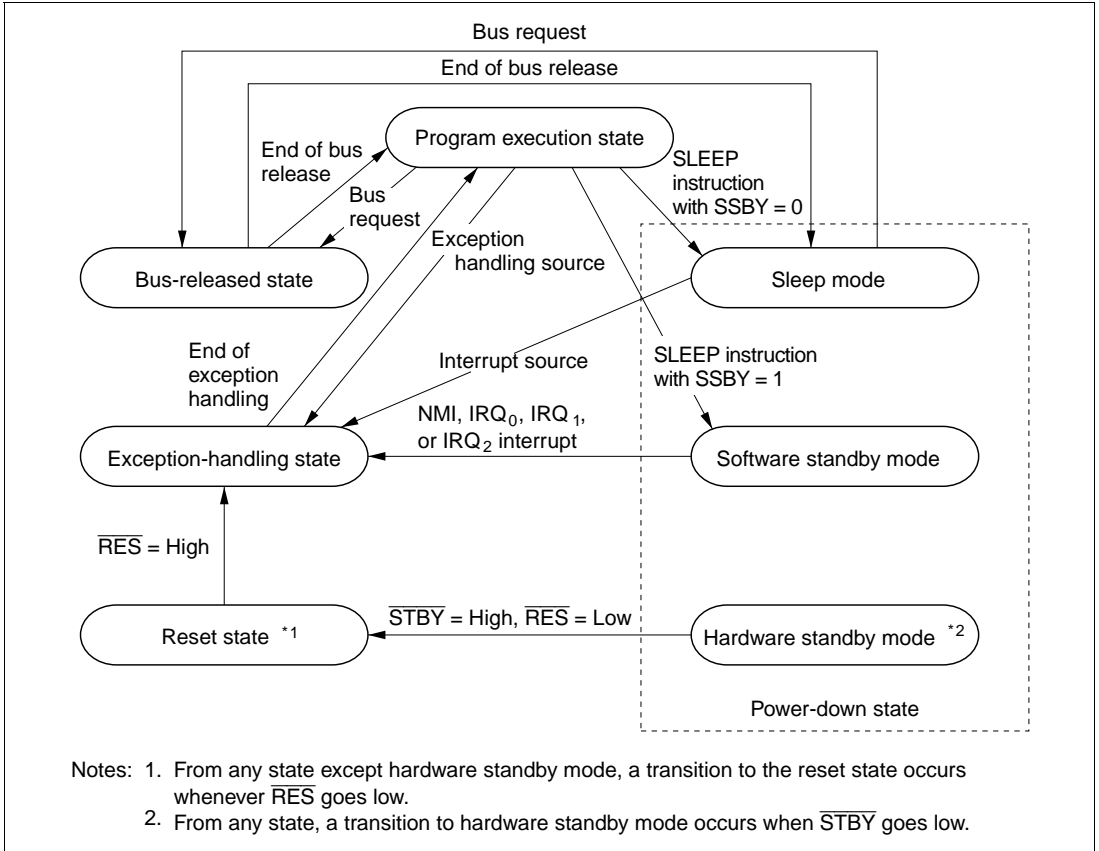 Bus request
End of bus release
Program execution state
End of bus
release
Bus
request
SLEEP
instruction
with SSBY = 0
Exception
handling source
Bus-released state
Sleep mode
End of
exception
handling
Interrupt source
SLEEP instruction
with SSBY = 1
NMI, IRQ₀, IRQ₁,
or IRQ₂ interrupt
Exception-handling state
Software standby mode
R̅E̅S̅ = High
S̅T̅B̅Y̅ = High, R̅E̅S̅ = Low
Reset state *1
Hardware standby mode *2
Power-down state
Notes: 1. From any state except hardware standby mode, a transition to the reset state occurs
whenever R̅E̅S̅ goes low.
2. From any state, a transition to hardware standby mode occurs when S̅T̅B̅Y̅ goes low.